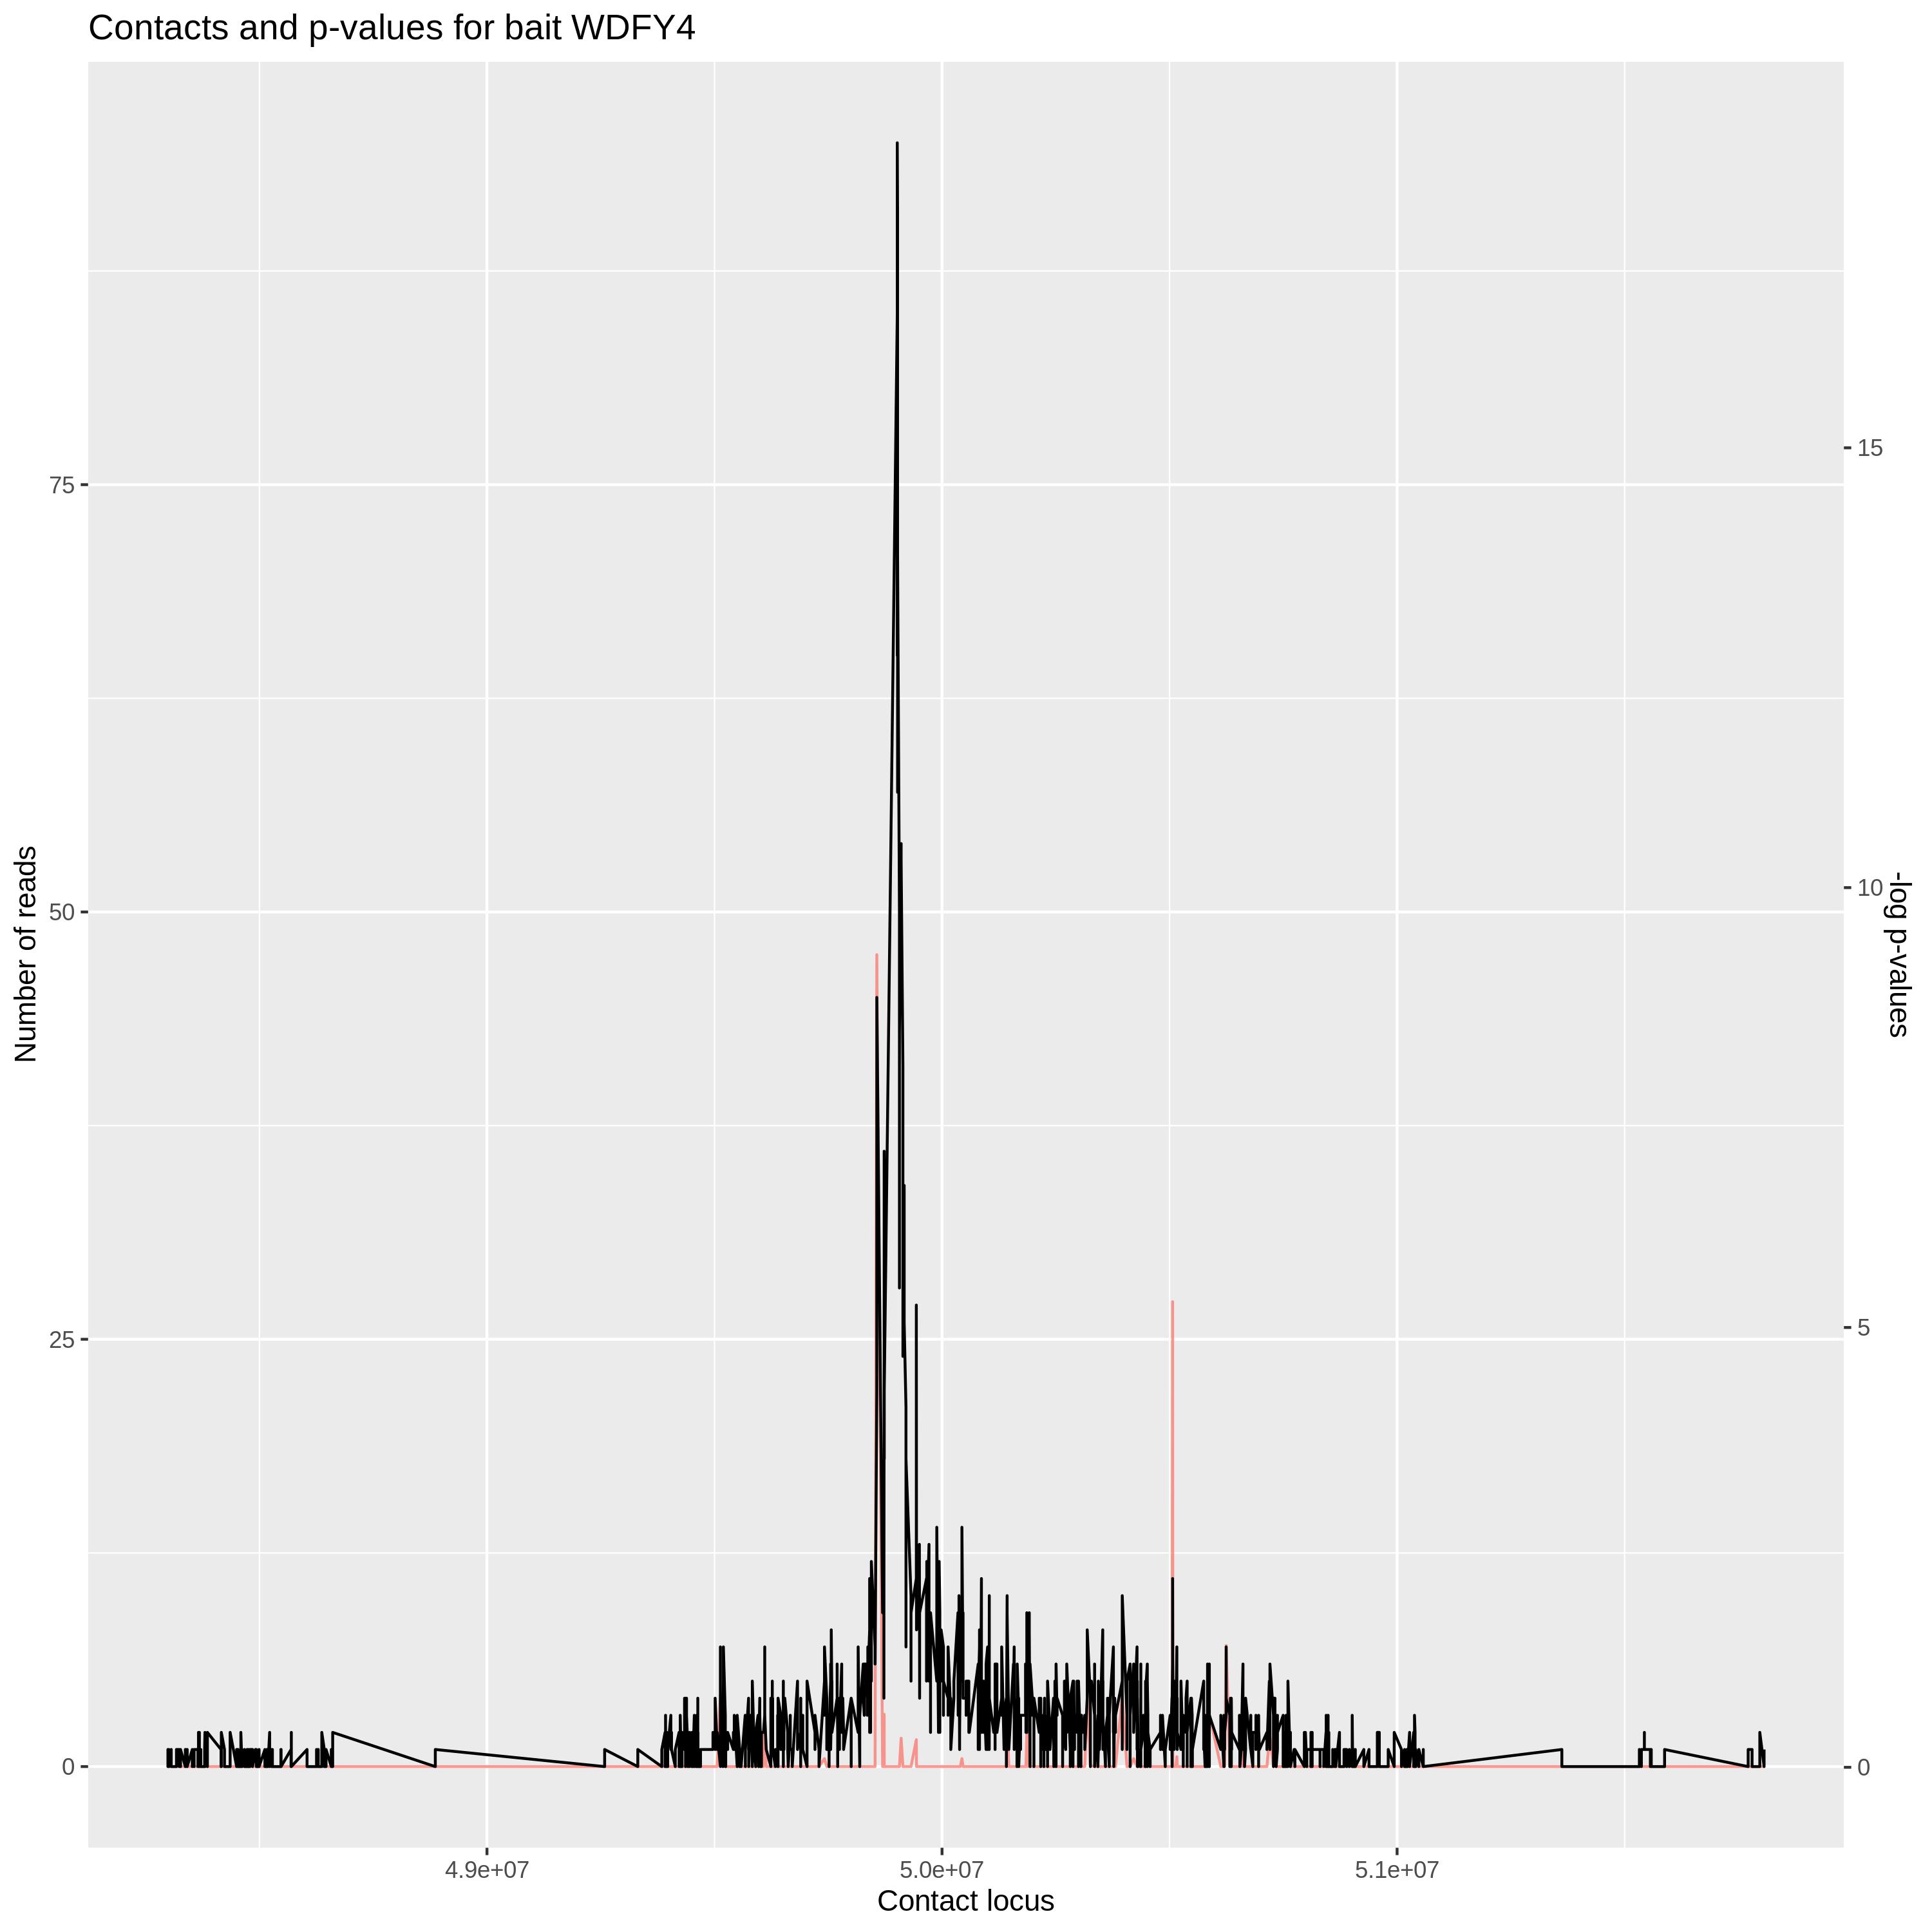 Contacts and p-values for bait WDFY4
Number of reads
75
50
25
0
15
10
5
0
-log p-values
4.9e+07
5.0e+07
5.1e+07
Contact locus